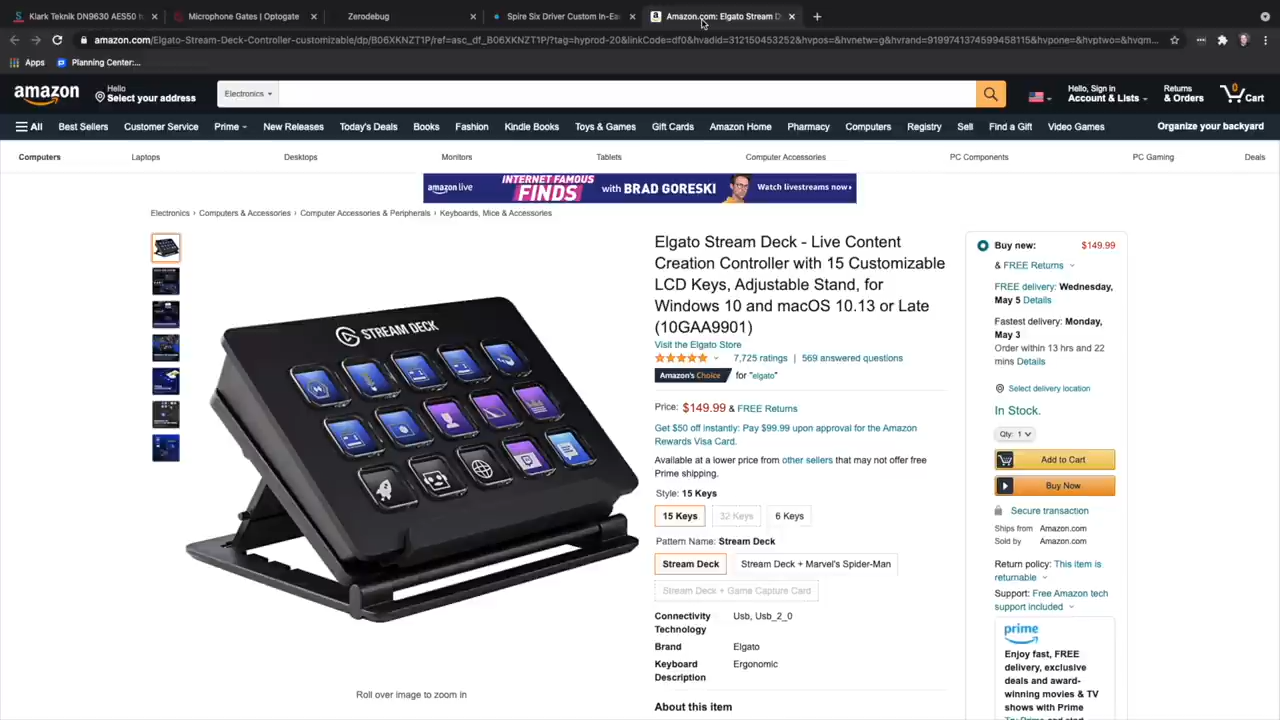 Klark Teknik DN9630 AES50 t
Microphone Gates | Optogate
Zerodebug
Spire Six Driver Custom In-Ea
Amazon.com: Elgato Stream D
amazon.com/Elgato-Stream-Deck-Controller-customizable/dp/B06XKNZT1P/ref=asc_df_B06XKNZT1P/?tag=hyprod-20&linkCode=df0&hvadid=312150453252&hvpos=&hvnetw=g&hvrand=9199741374599458115&hvpone=&hvptwo=&hvqm...
Apps
Planning Center:...
amazon
Hello
Select your address
Electronics
Hello, Sign in
Account & Lists
Returns
& Orders
0
Cart
All
Best Sellers
Customer Service
Prime
New Releases
Today's Deals
Books
Fashion
Kindle Books
Toys & Games
Gift Cards
Amazon Home
Pharmacy
Computers
Registry
Sell
Find a Gift
Video Games
Organize your backyard
Computers
Laptops
Desktops
Monitors
Tablets
Computer Accessories
PC Components
PC Gaming
Deals
amazon live
INTERNET FAMOUS
FINDS
with BRAD GORESKI
Watch livestreams now
Electronics › Computers & Accessories › Computer Accessories & Peripherals › Keyboards, Mice & Accessories
STREAM DECK
Roll over image to zoom in
Elgato Stream Deck - Live Content
Creation Controller with 15 Customizable
LCD Keys, Adjustable Stand, for
Windows 10 and macOS 10.13 or Late
(10GAA9901)
Visit the Elgato Store
7,725 ratings | 569 answered questions
Amazon's Choice for "elgato"
Price: $149.99 & FREE Returns
Get $50 off instantly: Pay $99.99 upon approval for the Amazon
Rewards Visa Card.
Available at a lower price from other sellers that may not offer free
Prime shipping.
Style: 15 Keys
15 Keys
32 Keys
6 Keys
Pattern Name: Stream Deck
Stream Deck
Stream Deck + Marvel's Spider-Man
Stream Deck + Game Capture Card
Connectivity Usb, Usb_2_0
Technology
Brand Elgato
Keyboard Ergonomic
Description
About this item
Buy new: $149.99
& FREE Returns
FREE delivery: Wednesday,
May 5 Details
Fastest delivery: Monday,
May 3
Order within 13 hrs and 22
mins Details
Select delivery location
In Stock.
Qty: 1
Add to Cart
Buy Now
Secure transaction
Ships from Amazon.com
Sold by Amazon.com
Return policy: This item is
returnable
Support: Free Amazon tech
support included
prime
Enjoy fast, FREE
delivery, exclusive
deals and award-
winning movies & TV
shows with Prime